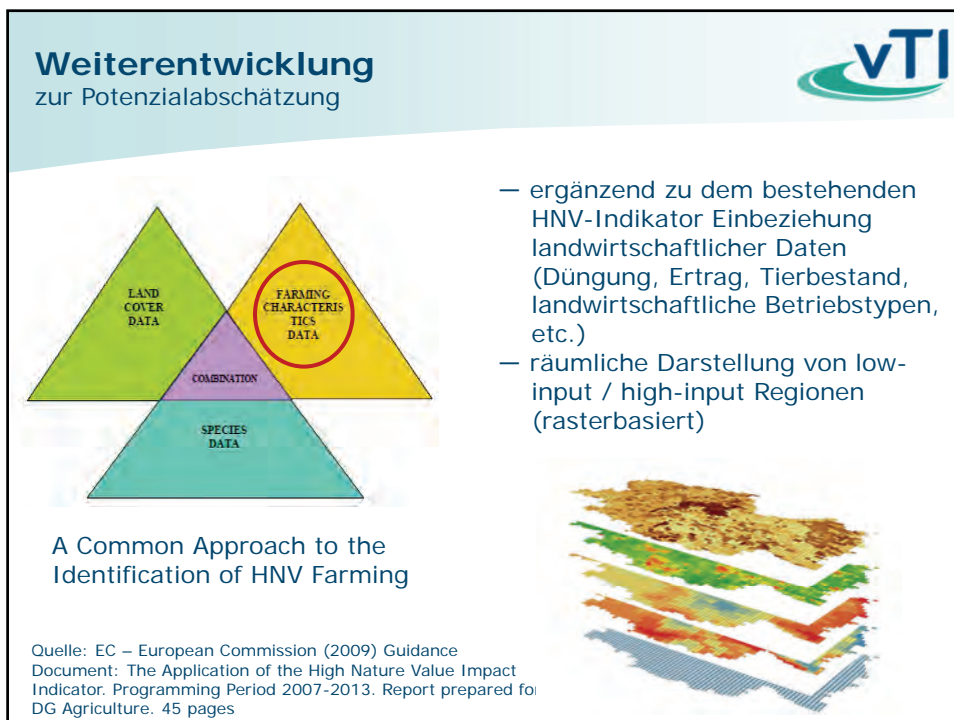 Weiterentwicklung
zur Potenzialabschätzung
vTI
LAND
COVER
DATA
FARMING
CHARACTERIS
TICS
DATA
COMBINATION
SPECIES
DATA
A Common Approach to the
Identification of HNV Farming
— ergänzend zu dem bestehenden
HNV-Indikator Einbeziehung
landwirtschaftlicher Daten
(Düngung, Ertrag, Tierbestand,
landwirtschaftliche Betriebstypen,
etc.)
— räumliche Darstellung von low-
input / high-input Regionen
(rasterbasiert)
Quelle: EC – European Commission (2009) Guidance
Document: The Application of the High Nature Value Impact
Indicator. Programming Period 2007-2013. Report prepared for
DG Agriculture. 45 pages